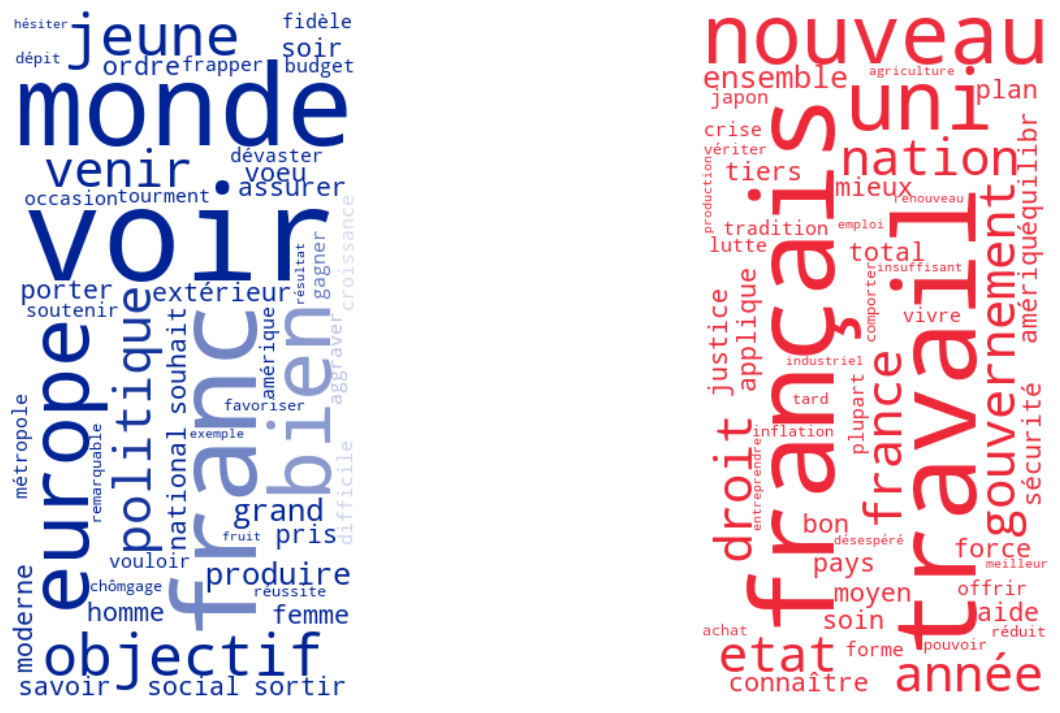 hésiter
jeune
fidèle
dépit
soir
ordre
frapper
budget
monde
venir
dévaster
voeu
assurer
occasion
tourment
voir
croissance
résultat
gagner
porter
extérieur
soutenir
politique
souhait
franc
amérique
bien
aggraver
europe
favoriser
métropole
remarquable
national
exemple
difficile
grand
fruit
pris
vouloir
moderne
chômgage
produire
réussite
homme
femme
objectif
savoir
social
sortir
nouveau
ensemble
agriculture
japon
uni
plan
crise
vériter
nation
équilibr
production
tiers
mieux
renouveau
français
tradition
emploi
lutte
total
insuffisant
gouvernement
amérique
justice
applique
comporter
vivre
travail
industriel
france
plupart
tard
sécurité
droit
inflation
entreprendre
bon
désespéré
pays
force
meilleur
moyen
offrir
soin
aide
achat
réduit
etat
forme
pouvoir
connaître
année